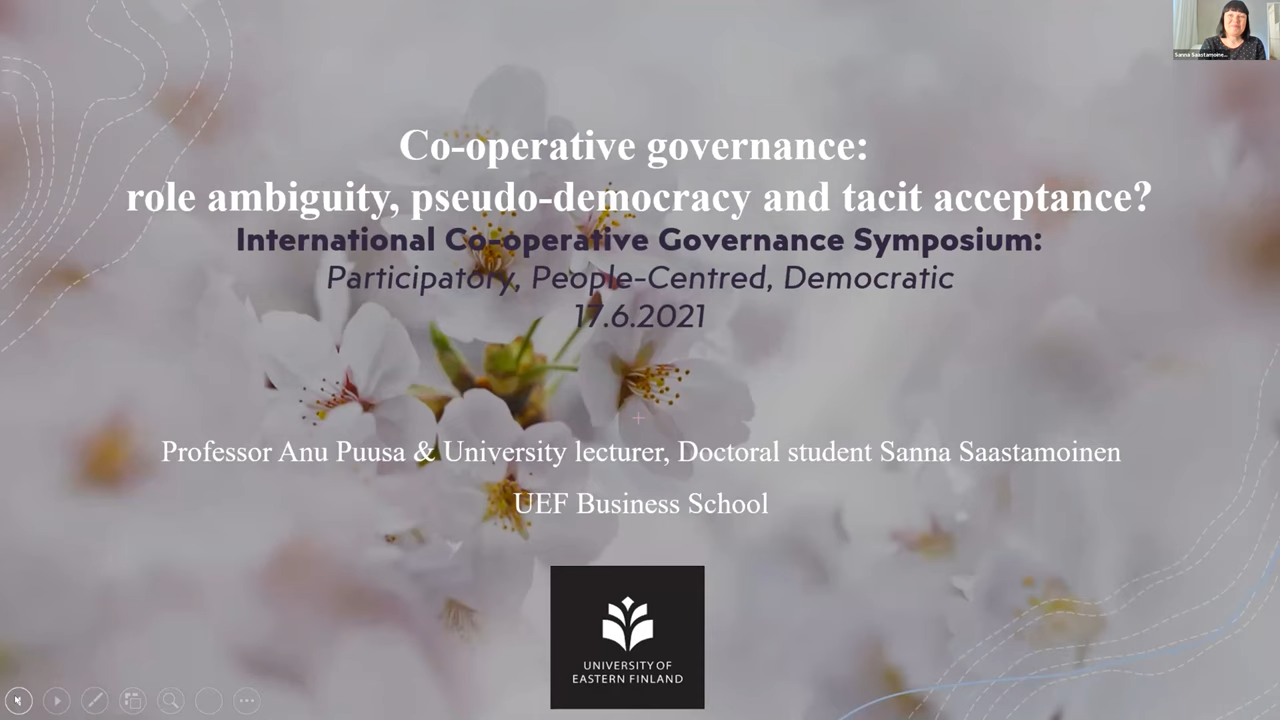 Sanna Saastamoine...
Co-operative governance:
role ambiguity, pseudo-democracy and tacit acceptance?
International Co-operative Governance Symposium:
Participatory, People-Centred, Democratic
17.6.2021
Professor Anu Puusa & University lecturer, Doctoral student Sanna Saastamoinen
UEF Business School
UNIVERSITY OF
EASTERN FINLAND